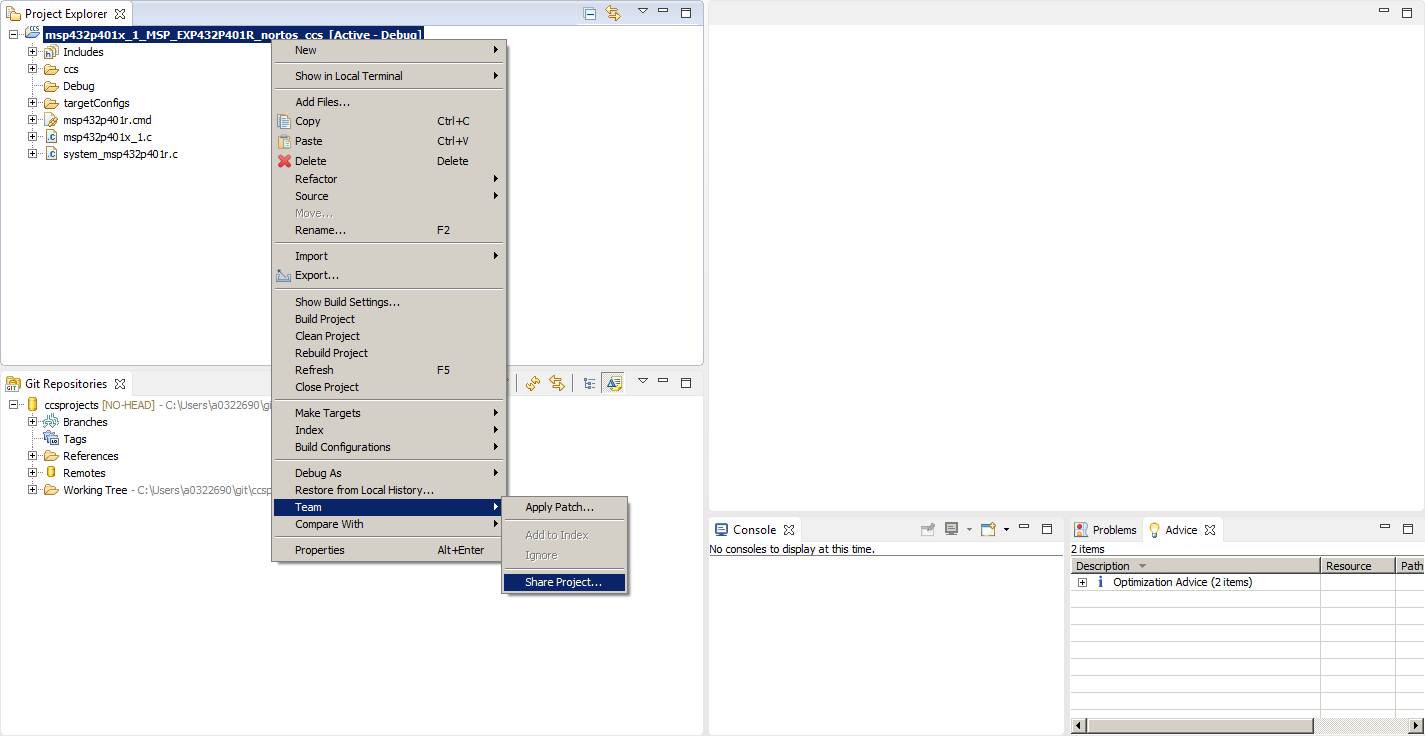 Project Explorer
msp432p401x_1_MSP_EXP432P401R_nortos_ccs [Active - Debug]
Includes
ccs
Debug
targetConfigs
msp432p401r.cmd
msp432p401x_1.c
system_msp432p401r.c
New
Show in Local Terminal
Add Files...
Copy Ctrl+C
Paste Ctrl+V
Delete Delete
Refactor
Source
Move...
Rename... F2
Import
Export...
Show Build Settings...
Build Project
Clean Project
Rebuild Project
Refresh F5
Close Project
Make Targets
Index
Build Configurations
Debug As
Restore from Local History...
Team
Compare With
Properties Alt+Enter
Apply Patch...
Add to Index
Ignore
Share Project...
Git Repositories
ccsprojects [NO-HEAD] - C:\Users\a0322690\gi
Branches
Tags
References
Remotes
Working Tree - C:\Users\a0322690\git\ccsp
Console
No consoles to display at this time.
Problems
Advice
2 items
Description Resource Path
Optimization Advice (2 items)